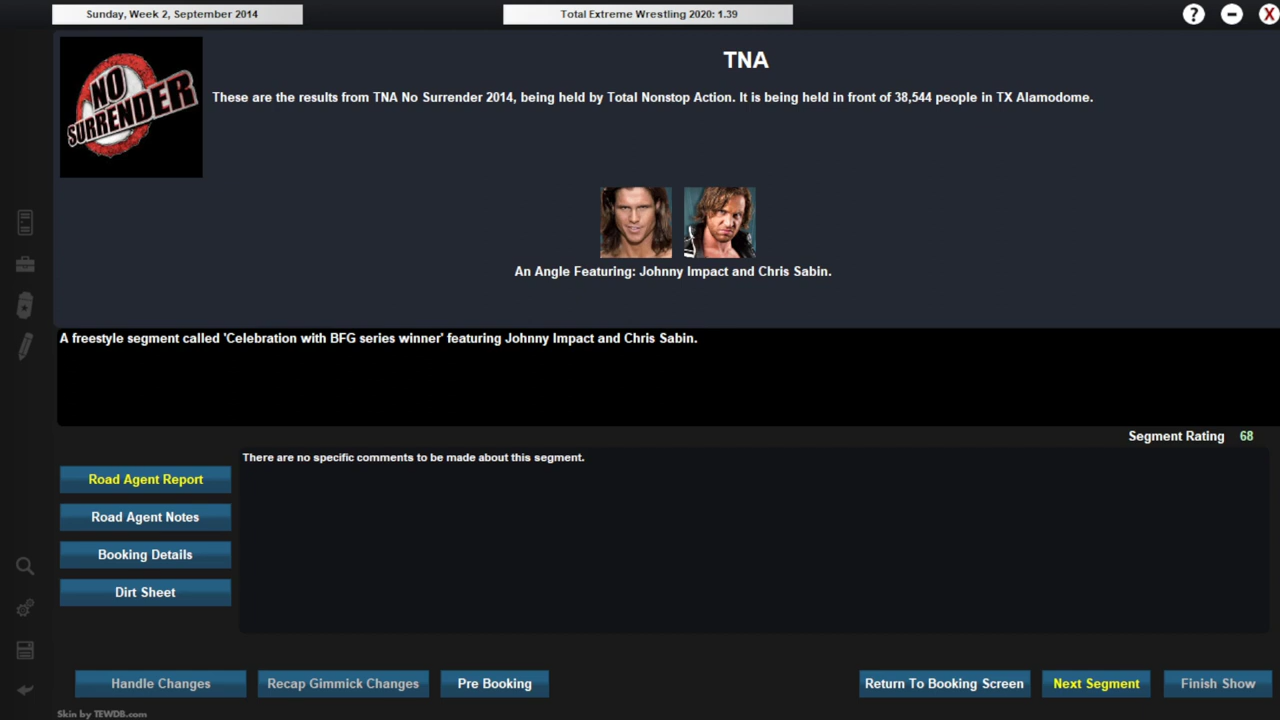 Sunday, Week 2, September 2014
Total Extreme Wrestling 2020: 1.39
?
X
NO
SURRENDER
TNA
These are the results from TNA No Surrender 2014, being held by Total Nonstop Action. It is being held in front of 38,544 people in TX Alamodome.
An Angle Featuring: Johnny Impact and Chris Sabin.
A freestyle segment called 'Celebration with BFG series winner' featuring Johnny Impact and Chris Sabin.
Segment Rating 68
There are no specific comments to be made about this segment.
Road Agent Report
Road Agent Notes
Booking Details
Dirt Sheet
Handle Changes
Recap Gimmick Changes
Pre Booking
Return To Booking Screen
Next Segment
Finish Show
Skin by TEWDB.com